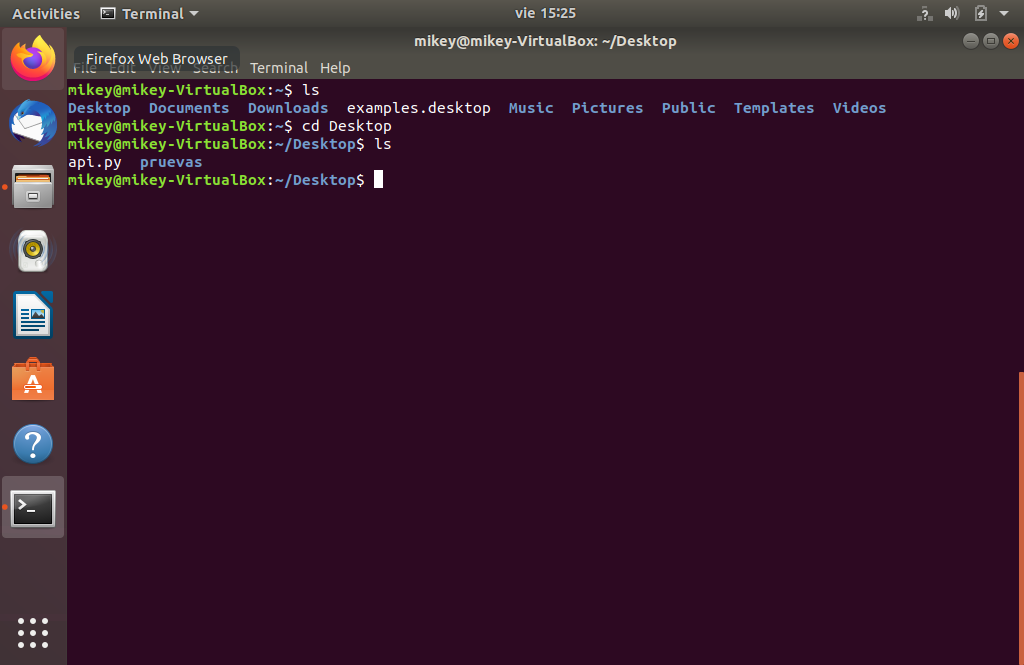 Activities Terminal vie 15:25
mikey@mikey-VirtualBox: ~/Desktop
Firefox Web Browser
File Edit View Search Terminal Help
mikey@mikey-VirtualBox:~$ ls
Desktop Documents Downloads examples.desktop Music Pictures Public Templates Videos
mikey@mikey-VirtualBox:~$ cd Desktop
mikey@mikey-VirtualBox:~/Desktop$ ls
api.py pruevas
mikey@mikey-VirtualBox:~/Desktop$